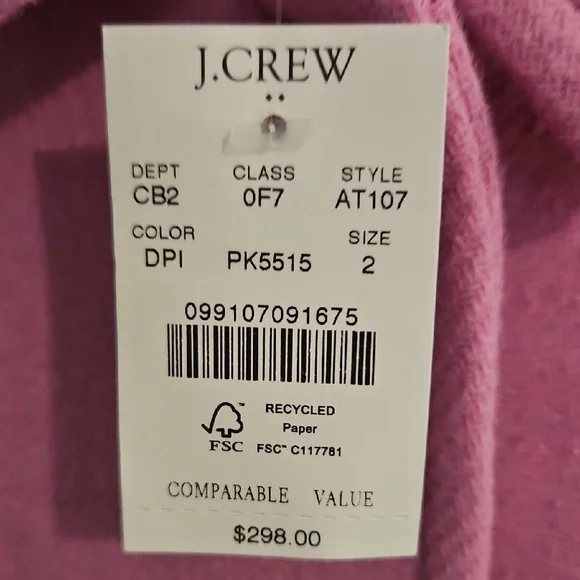 J.CREW
DEPT CLASS STYLE
CB2 0F7 AT107
COLOR SIZE
DPI PK5515 2
099107091675
RECYCLED
Paper
FSC™ C117781
FSC
COMPARABLE VALUE
$298.00